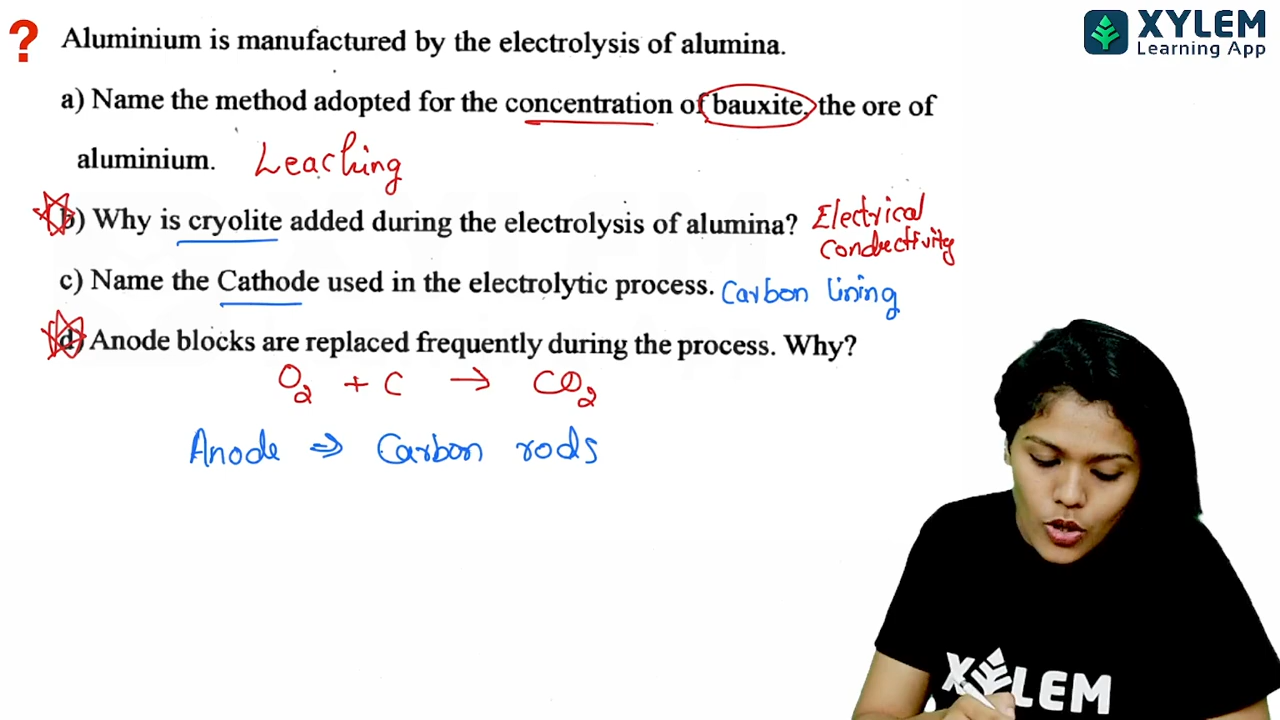 ? Aluminium is manufactured by the electrolysis of alumina.
XYLEM
Learning App
a) Name the method adopted for the concentration of bauxite, the ore of
aluminium. Leaching
b) Why is cryolite added during the electrolysis of alumina? Electrical
conductivity
c) Name the Cathode used in the electrolytic process. Carbon lining
d) Anode blocks are replaced frequently during the process. Why?
O2 + C → CO2
Anode ⇒ Carbon rods
XYLEM